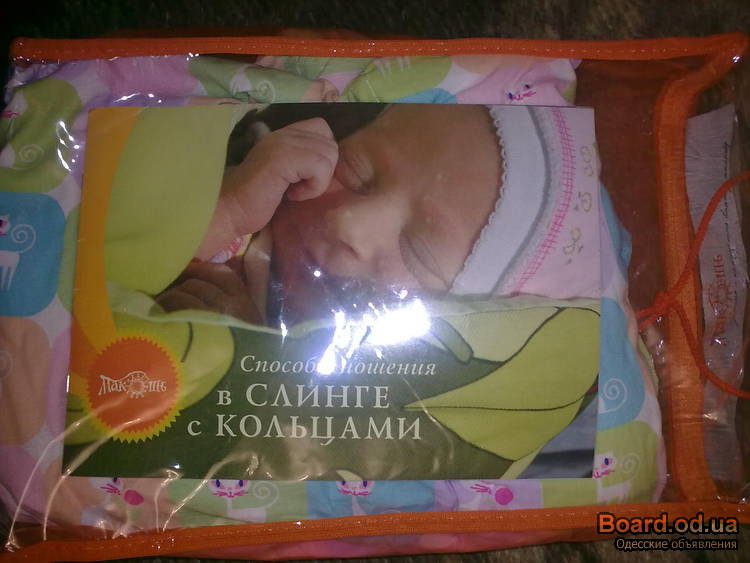 Способы ношения
в СЛИНГЕ
с КОЛЬЦАМИ
Макошь
Board.od.ua
Одесские объявления